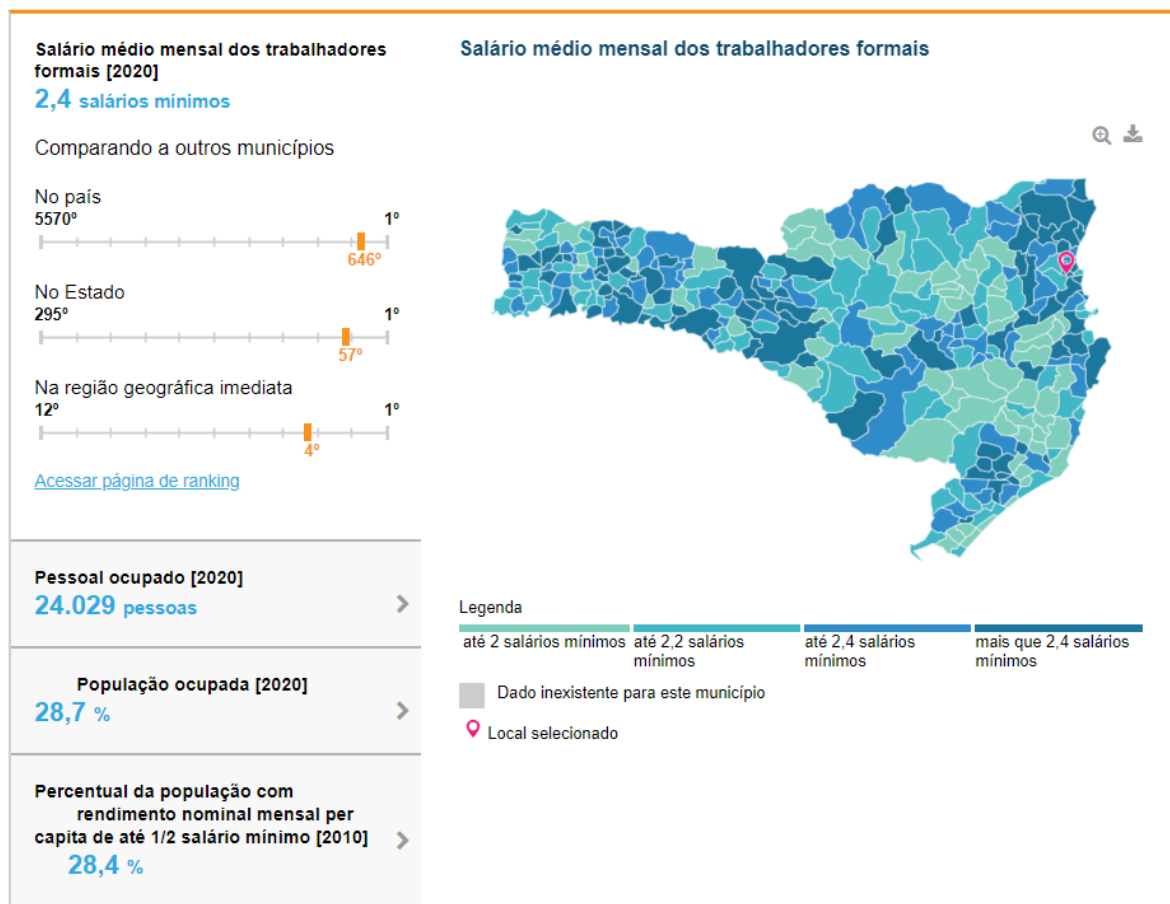 Salário médio mensal dos trabalhadores
formais [2020]
2,4 salários mínimos
Comparando a outros municípios
No país
5570º 1º
646º
No Estado
295º 1º
57º
Na região geográfica imediata
12º 1º
4º
Acessar página de ranking
Pessoal ocupado [2020]
24.029 pessoas
População ocupada [2020]
28,7 %
Percentual da população com
rendimento nominal mensal per
capita de até 1/2 salário mínimo [2010]
28,4 %
Salário médio mensal dos trabalhadores formais
Legenda
até 2 salários mínimos
até 2,2 salários
mínimos
até 2,4 salários
mínimos
mais que 2,4 salários
mínimos
Dado inexistente para este município
Local selecionado